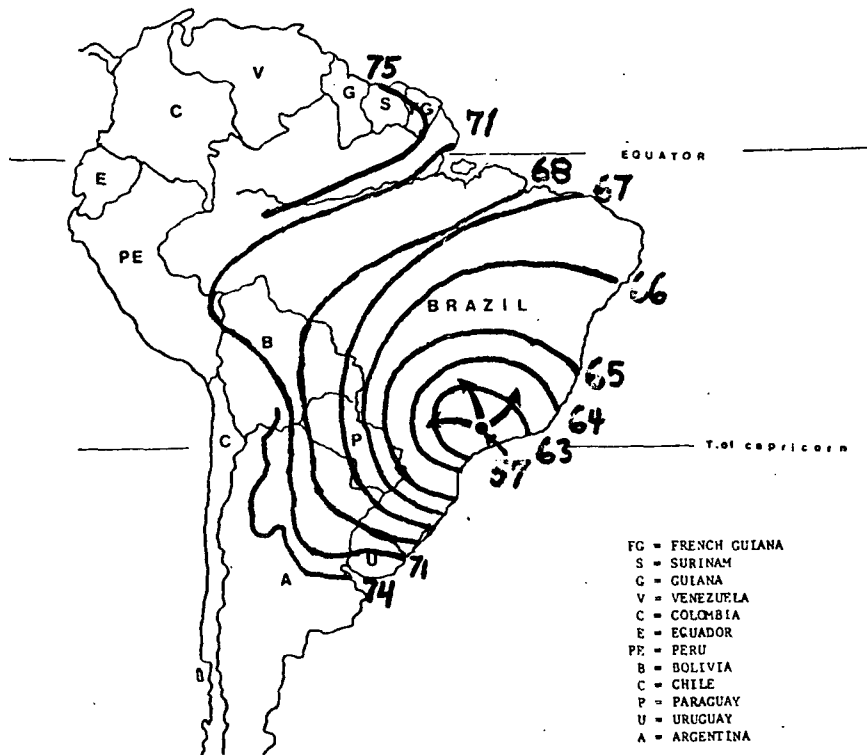 75
V
G
S
FG
C
71
EQUATOR
E
68
67
PE
66
BRAZIL
B
65
64
C
P
63
T. of capricorn
57
U
71
A
74
FG = FRENCH GUIANA
S = SURINAM
G = GUIANA
V = VENEZUELA
C = COLOMBIA
E = ECUADOR
PE = PERU
B = BOLIVIA
C = CHILE
P = PARAGUAY
U = URUGUAY
A = ARGENTINA